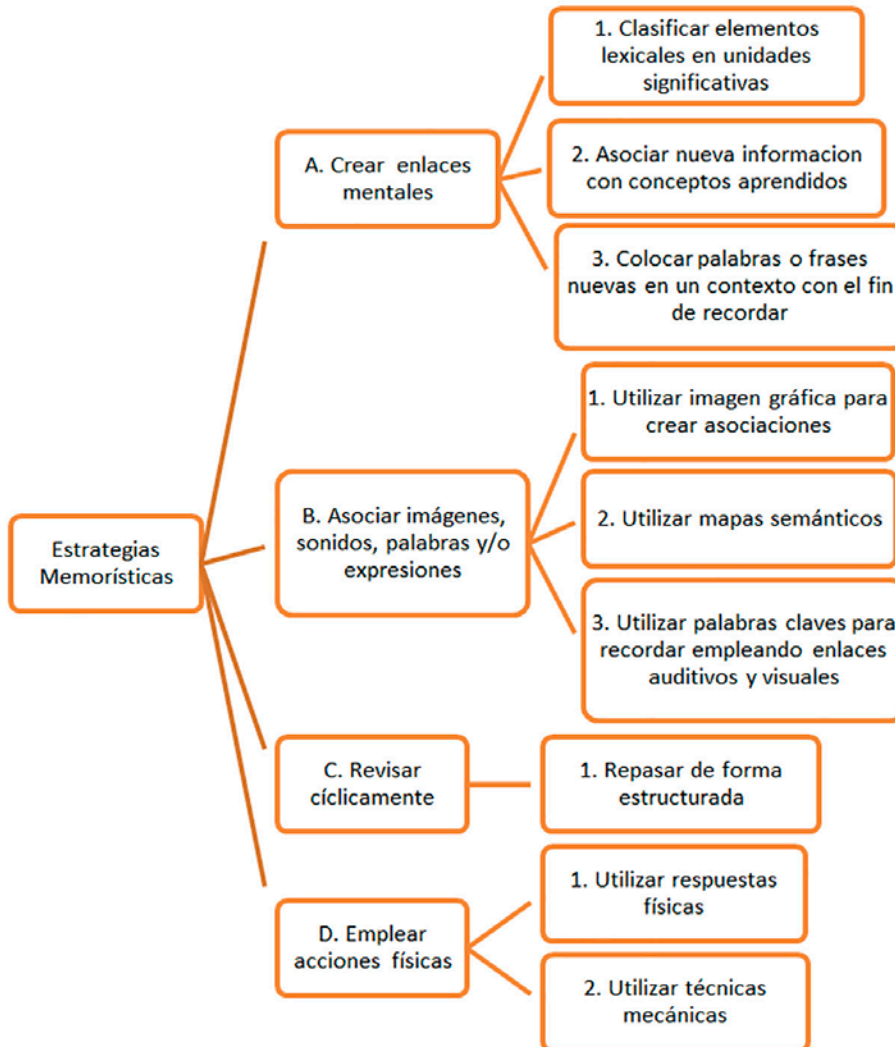 1. Clasificar elementos
lexicales en unidades
significativas
A. Crear enlaces
mentales
2. Asociar nueva informacion
con conceptos aprendidos
3. Colocar palabras o frases
nuevas en un contexto con el fin
de recordar
1. Utilizar imagen gráfica para
crear asociaciones
B. Asociar imágenes,
sonidos, palabras y/o
expresiones
2. Utilizar mapas semánticos
Estrategias
Memorísticas
3. Utilizar palabras claves para
recordar empleando enlaces
auditivos y visuales
C. Revisar
cíclicamente
1. Repasar de forma
estructurada
1. Utilizar respuestas
físicas
D. Emplear
acciones físicas
2. Utilizar técnicas
mecánicas